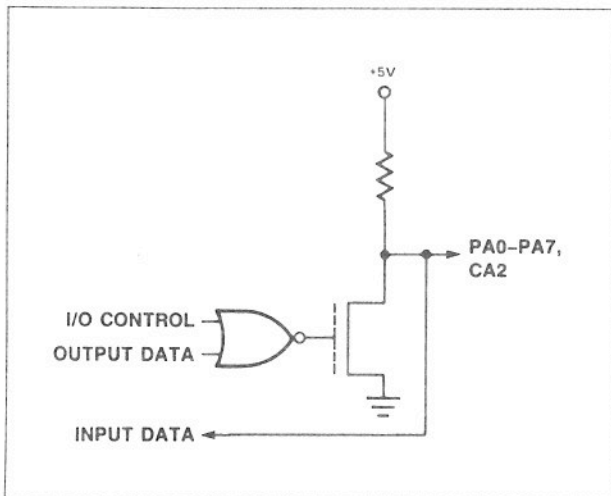 +5V
PA0–PA7,
CA2
I/O CONTROL
OUTPUT DATA
INPUT DATA